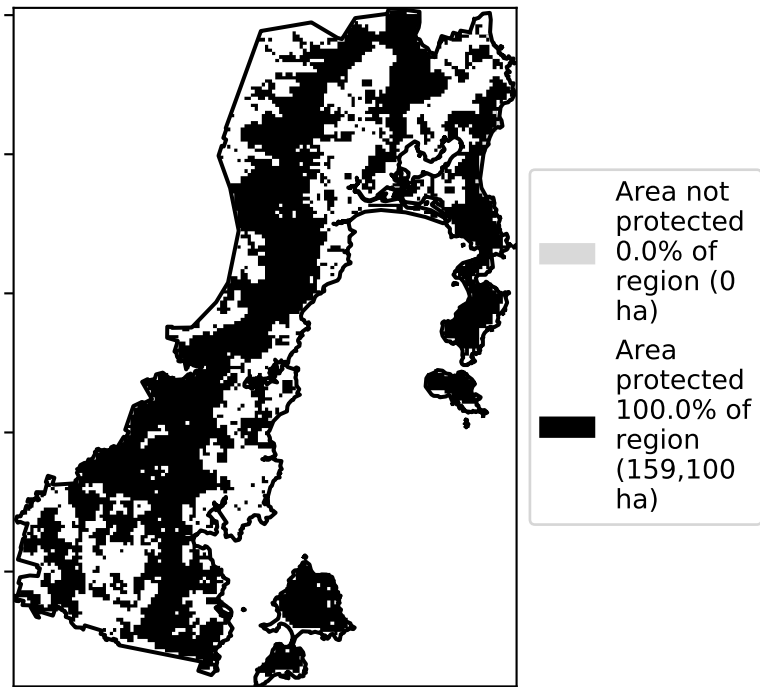 Area not
protected
0.0% of
region (0
ha)
Area
protected
100.0% of
region
(159,100
ha)